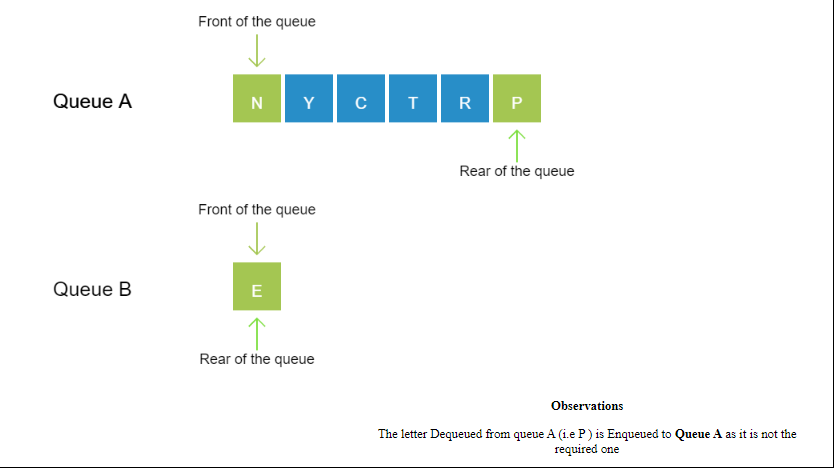 Front of the queue
Queue A
N Y C T R P
Rear of the queue
Front of the queue
Queue B
E
Rear of the queue
Observations
The letter Dequeued from queue A (i.e P ) is Enqueued to Queue A as it is not the
required one